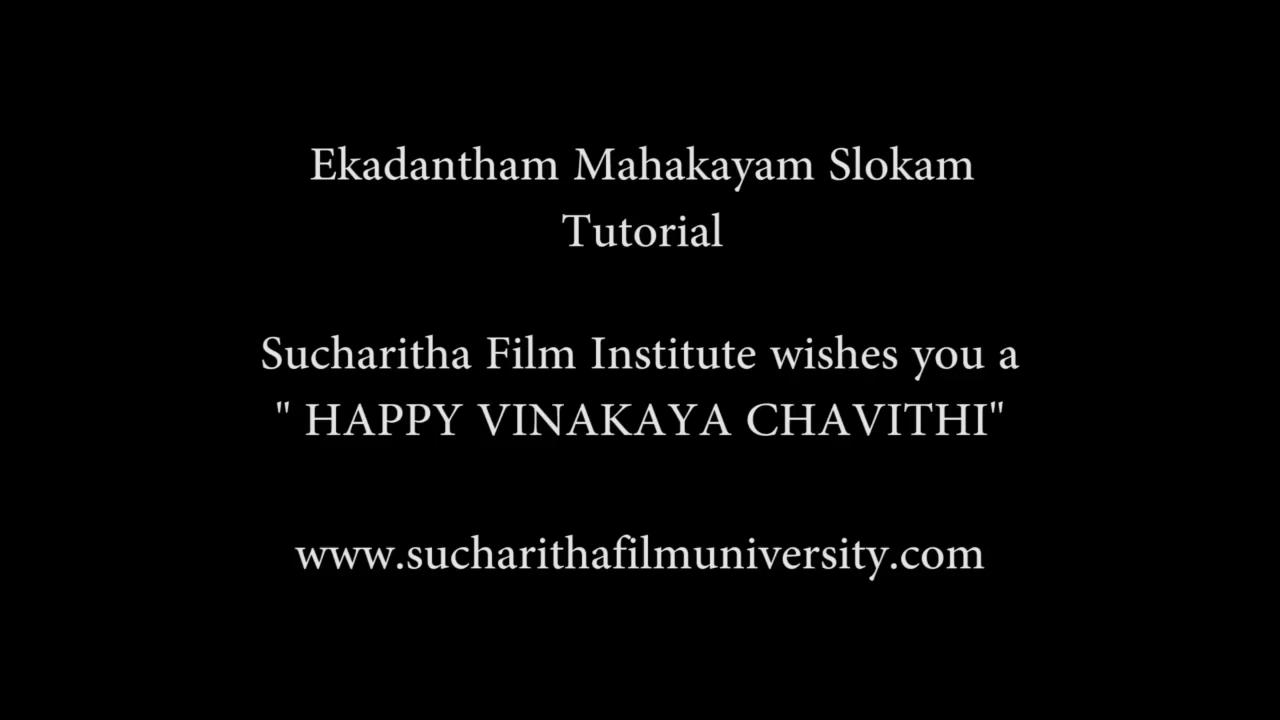 Ekadantham Mahakayam Slokam
Tutorial
Sucharitha Film Institute wishes you a
" HAPPY VINAKAYA CHAVITHI"
www.sucharithafilmuniversity.com